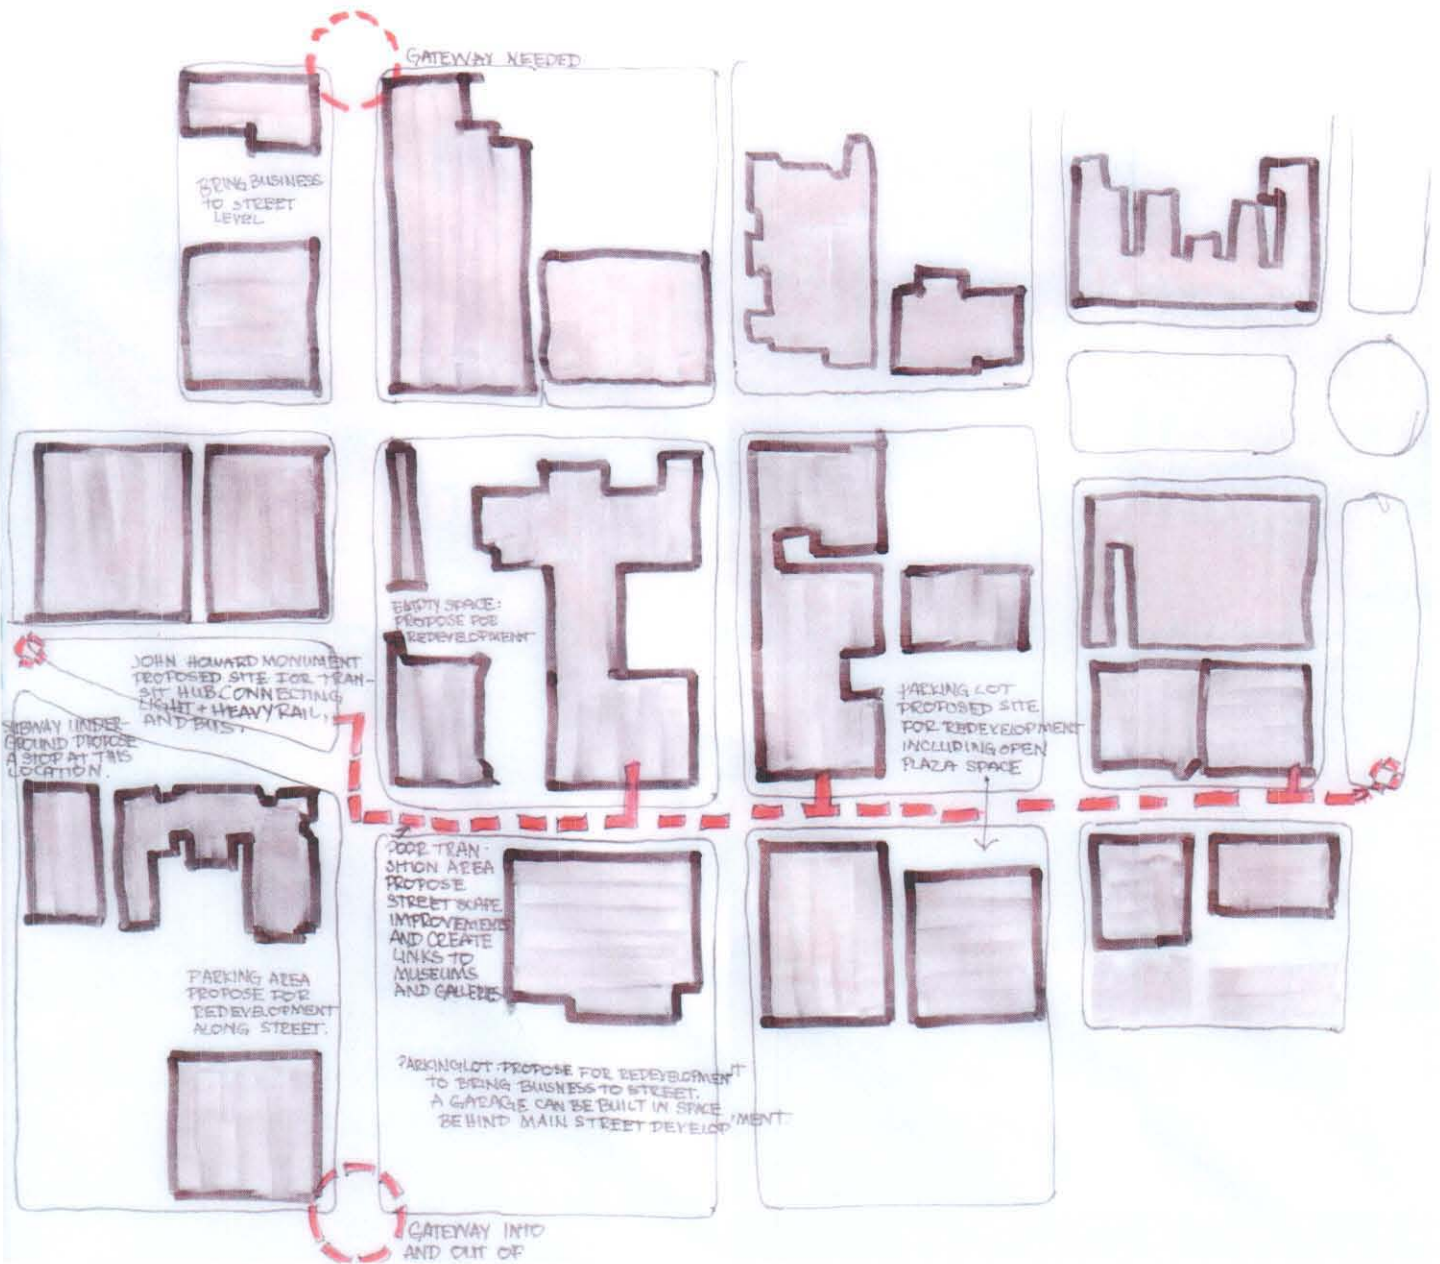 GATEWAY NEEDED
BRING BUSINESS
TO STREET
LEVEL
EMPTY SPACE:
PROPOSE FOR
REDEVELOPMENT
JOHN HOWARD MONUMENT
PROPOSED SITE FOR TRAN-
SIT HUB CONNECTING
LIGHT + HEAVY RAIL,
AND BUS.
SUBWAY UNDER-
GROUND PROPOSE
A STOP AT THIS
LOCATION.
PARKING LOT
PROPOSED SITE
FOR REDEVELOPMENT
INCLUDING OPEN
PLAZA SPACE
POOR TRAN-
SITION AREA
PROPOSE
STREET SCAPE
IMPROVEMENTS
AND CREATE
LINKS TO
MUSEUMS
AND GALLERIES
PARKING AREA
PROPOSE FOR
REDEVELOPMENT
ALONG STREET.
PARKING LOT PROPOSE FOR REDEVELOPMEN'T
TO BRING BUISNESS TO STREET.
A GARAGE CAN BE BUILT IN SPACE
BEHIND MAIN STREET DEVELOP'MENT.
GATEWAY INTO
AND OUT OF